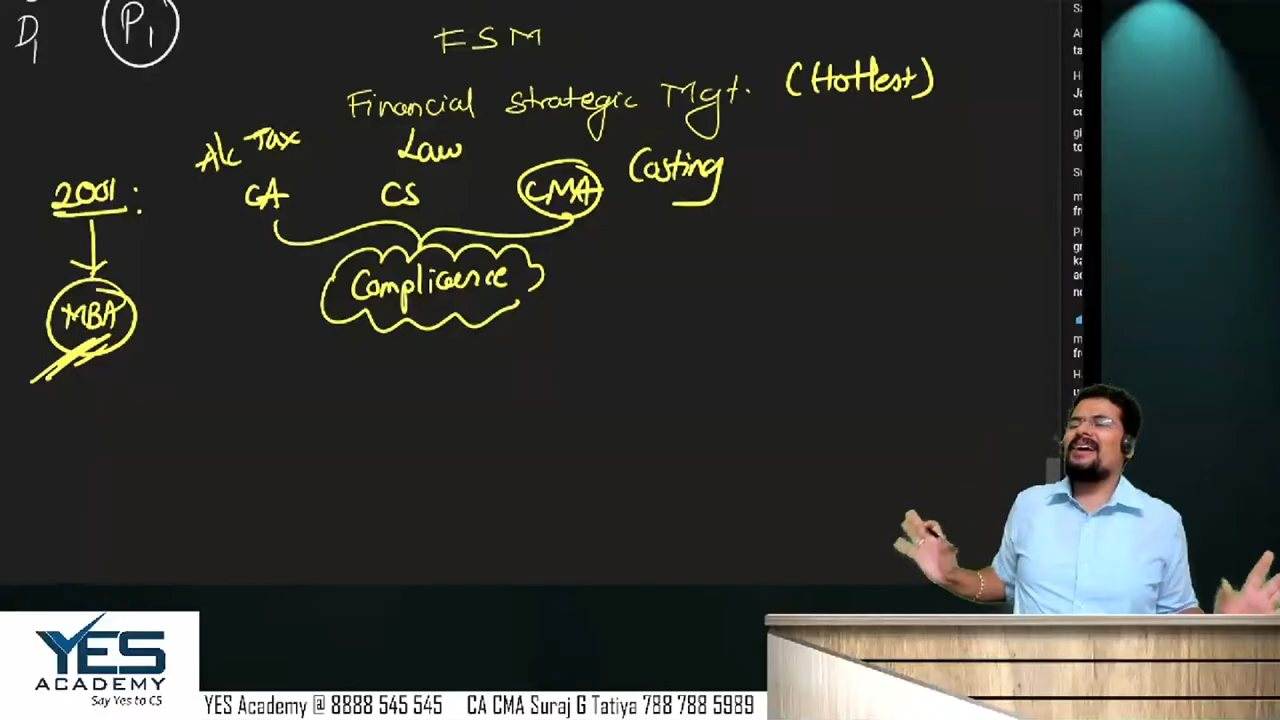 D1
P1
FSM
Financial Strategic Mgt. (Hottest)
A/c Tax
Law
Costing
2001:
CA
CS
CMA
Complicence
MBA
YES
ACADEMY
Say Yes to CS
YES Academy @ 8888 545 545 CA CMA Suraj G Tatiya 788 788 5989